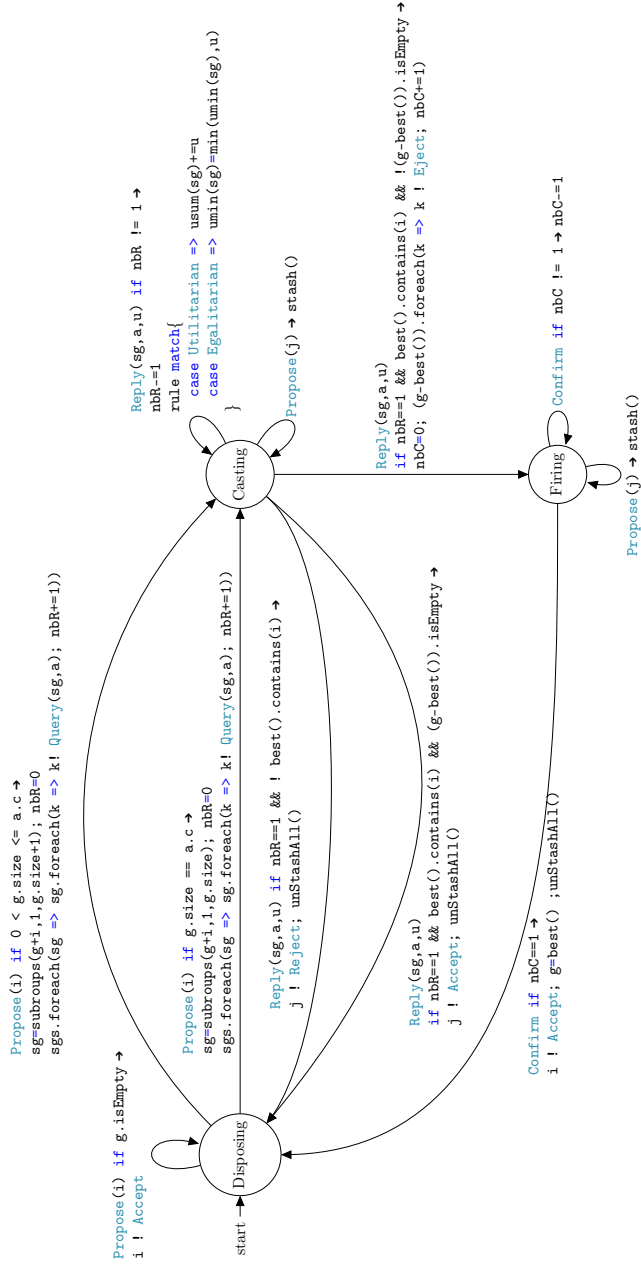 Propose(i) if g.isEmpty →
i ! Accept
Propose(i) if 0 < g.size <= a.c →
sg=subroups(g+i,1,g.size+1); nbR=0
sgs.foreach(sg => sg.foreach(k => k! Query(sg,a); nbR+=1))
Reply(sg,a,u) if nbR != 1 →
nbR-=1
rule match{
case Utilitarian => usum(sg)+=u
case Egalitarian => umin(sg)=min(umin(sg),u)
}
start
Disposing
Propose(i) if g.size == a.c →
sg=subroups(g+i,1,g.size); nbR=0
sgs.foreach(sg => sg.foreach(k => k! Query(sg,a); nbR+=1))
Casting
Propose(j) → stash()
Reply(sg,a,u) if nbR==1 && ! best().contains(i) →
j ! Reject; unStashAll()
Reply(sg,a,u)
if nbR==1 && best().contains(i) && !(g-best()).isEmpty →
nbC=0; (g-best()).foreach(k => k ! Eject; nbC+=1)
Reply(sg,a,u)
if nbR==1 && best().contains(i) && (g-best()).isEmpty →
j ! Accept; unStashAll()
Confirm if nbC==1 →
i ! Accept; g=best() ;unStashAll()
Firing
Confirm if nbC != 1 → nbC-=1
Propose(j) → stash()